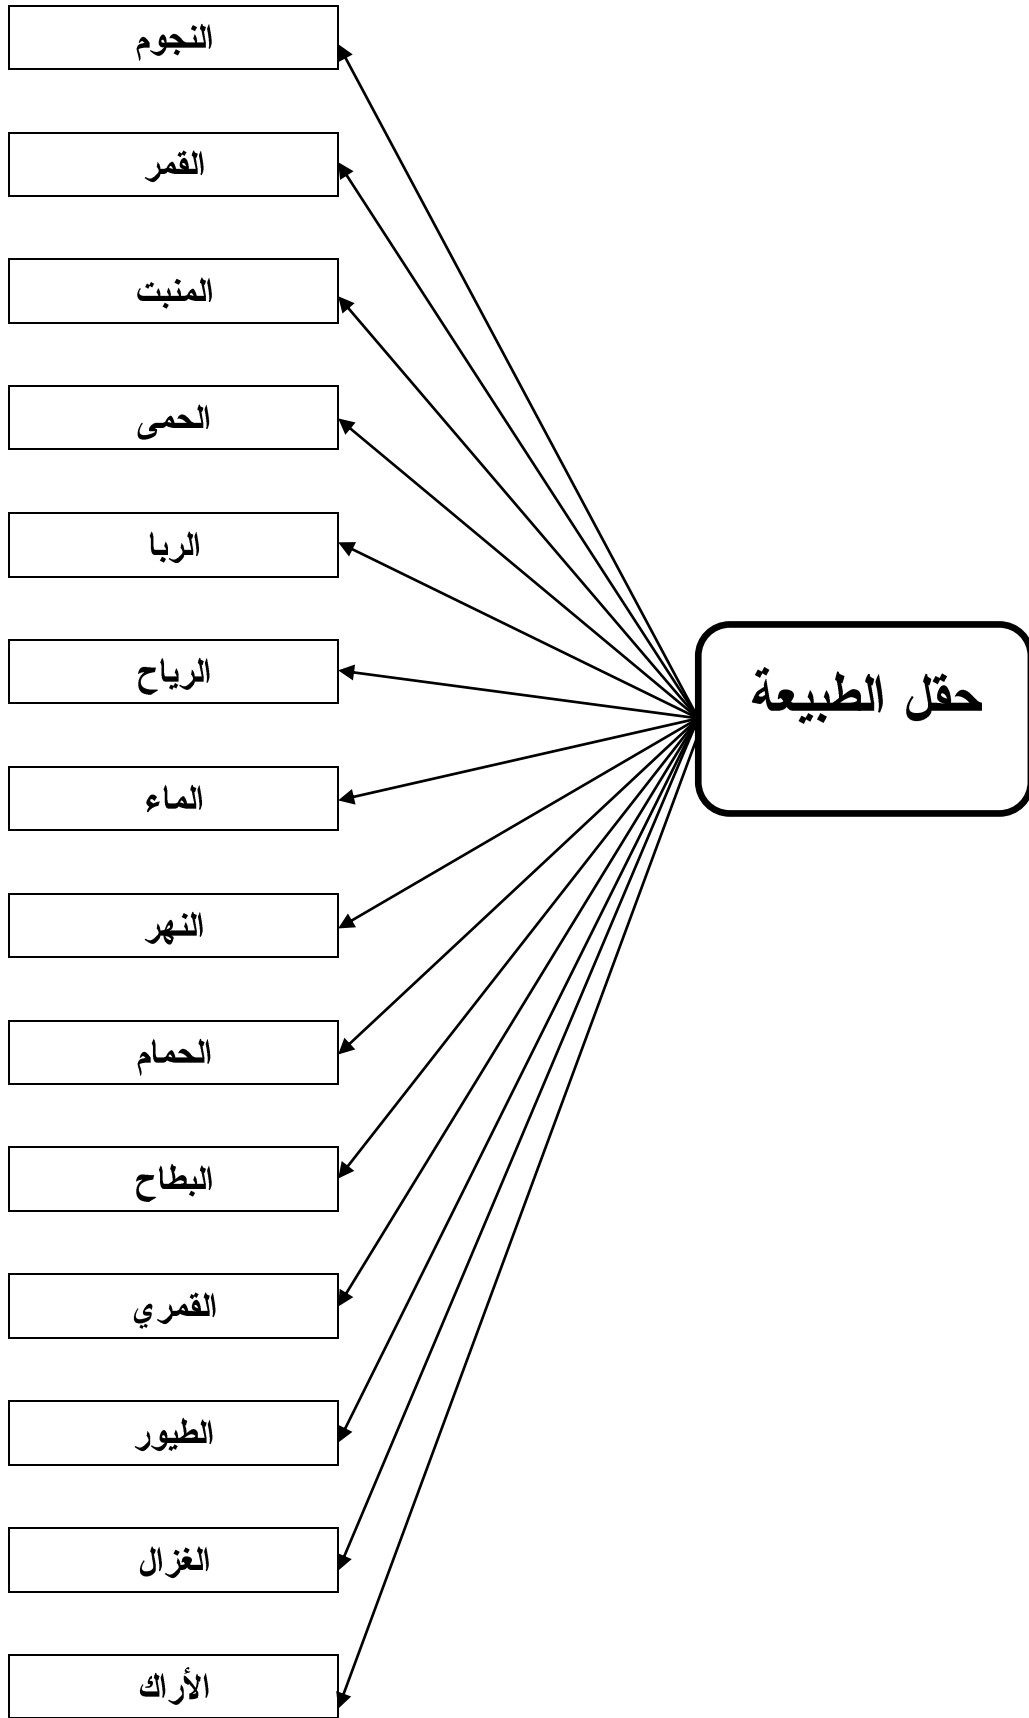 حقل الطبيعة
النجوم
القمر
المنبت
الحمى
الربا
الرياح
الماء
النهر
الحمام
البطاح
القمري
الطيور
الغزال
الأراك